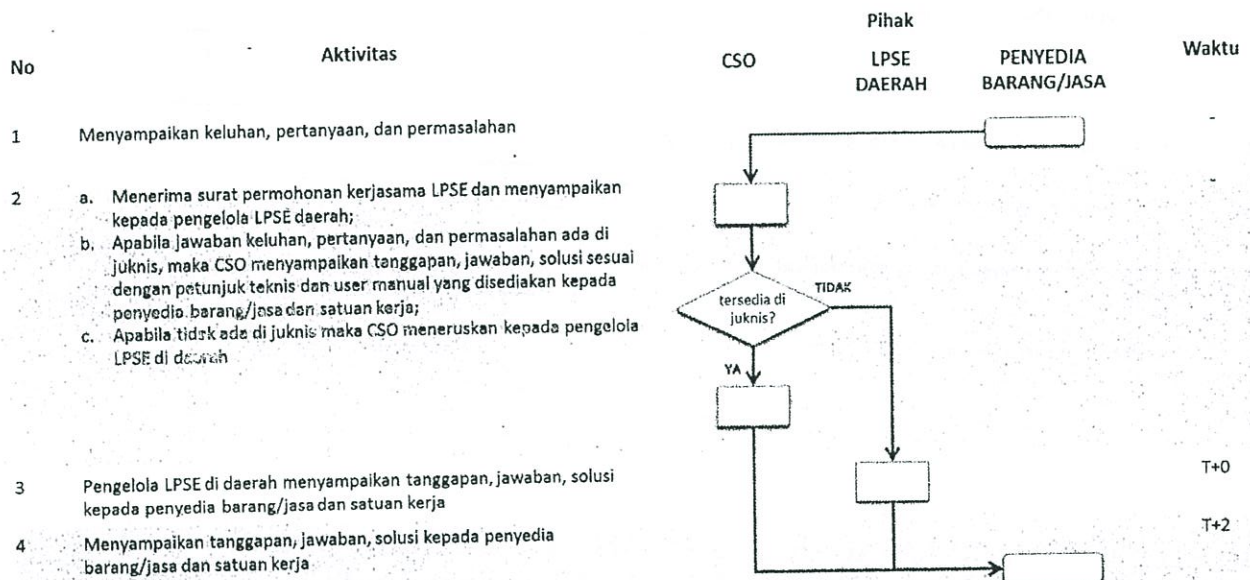 Pihak
No Aktivitas CSO LPSE DAERAH PENYEDIA BARANG/JASA Waktu
1 Menyampaikan keluhan, pertanyaan, dan permasalahan -
2 a. Menerima surat permohonan kerjasama LPSE dan menyampaikan -
kepada pengelola LPSE daerah;
b. Apabila jawaban keluhan, pertanyaan, dan permasalahan ada di
juknis, maka CSO menyampaikan tanggapan, jawaban, solusi sesuai
dengan petunjuk teknis dan user manual yang disediakan kepada
penyedia barang/jasa dan satuan kerja;
c. Apabila tidak ada di juknis maka CSO meneruskan kepada pengelola
LPSE di daerah
tersedia di
juknis?
TIDAK
YA
3 Pengelola LPSE di daerah menyampaikan tanggapan, jawaban, solusi T+0
kepada penyedia barang/jasa dan satuan kerja
4 Menyampaikan tanggapan, jawaban, solusi kepada penyedia T+2
barang/jasa dan satuan kerja